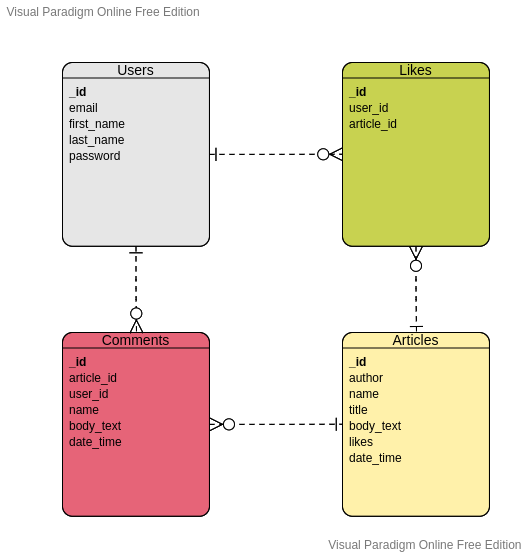 Visual Paradigm Online Free Edition
Users
_id
email
first_name
last_name
password
Likes
_id
user_id
article_id
Comments
_id
article_id
user_id
name
body_text
date_time
Articles
_id
author
name
title
body_text
likes
date_time
Visual Paradigm Online Free Edition